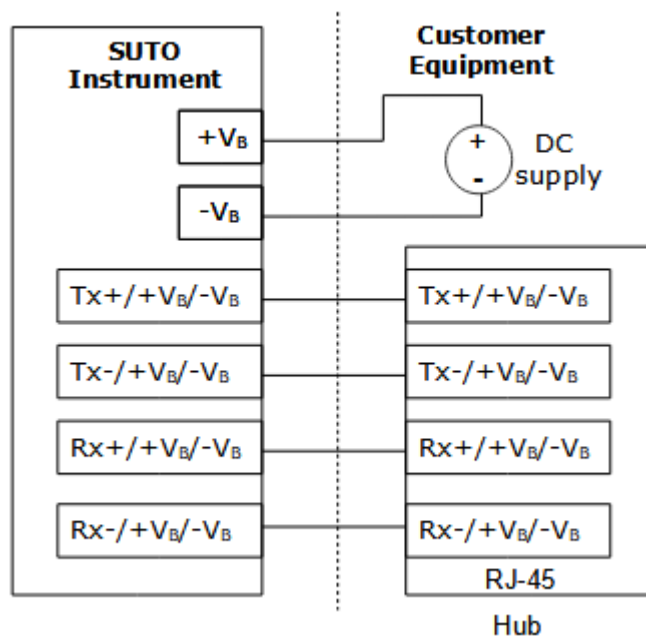 SUTO
Instrument
Customer
Equipment
+VB
-VB
+
-
DC
supply
Tx+/+VB/-VB
Tx-/+VB/-VB
Rx+/+VB/-VB
Rx-/+VB/-VB
Tx+/+VB/-VB
Tx-/+VB/-VB
Rx+/+VB/-VB
Rx-/+VB/-VB
RJ-45
Hub